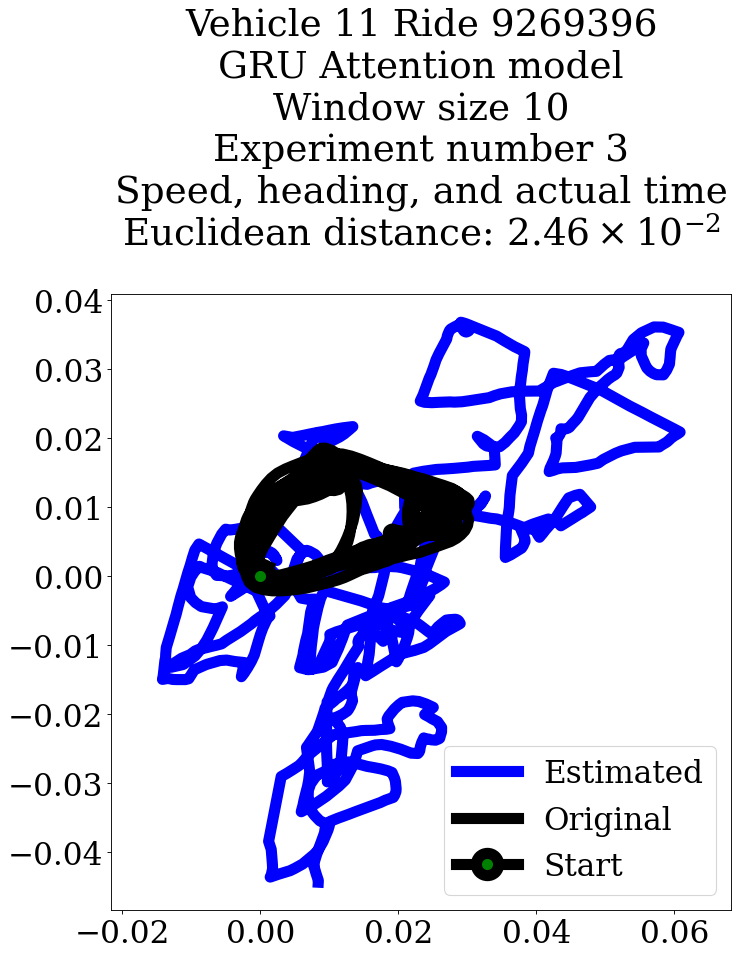 Vehicle 11 Ride 9269396
GRU Attention model
Window size 10
Experiment number 3
Speed, heading, and actual time
Euclidean distance: 2.46 × 10⁻²
0.04
0.03
0.02
0.01
0.00
−0.01
−0.02
−0.03
−0.04
Estimated
Original
Start
−0.02 0.00 0.02 0.04 0.06